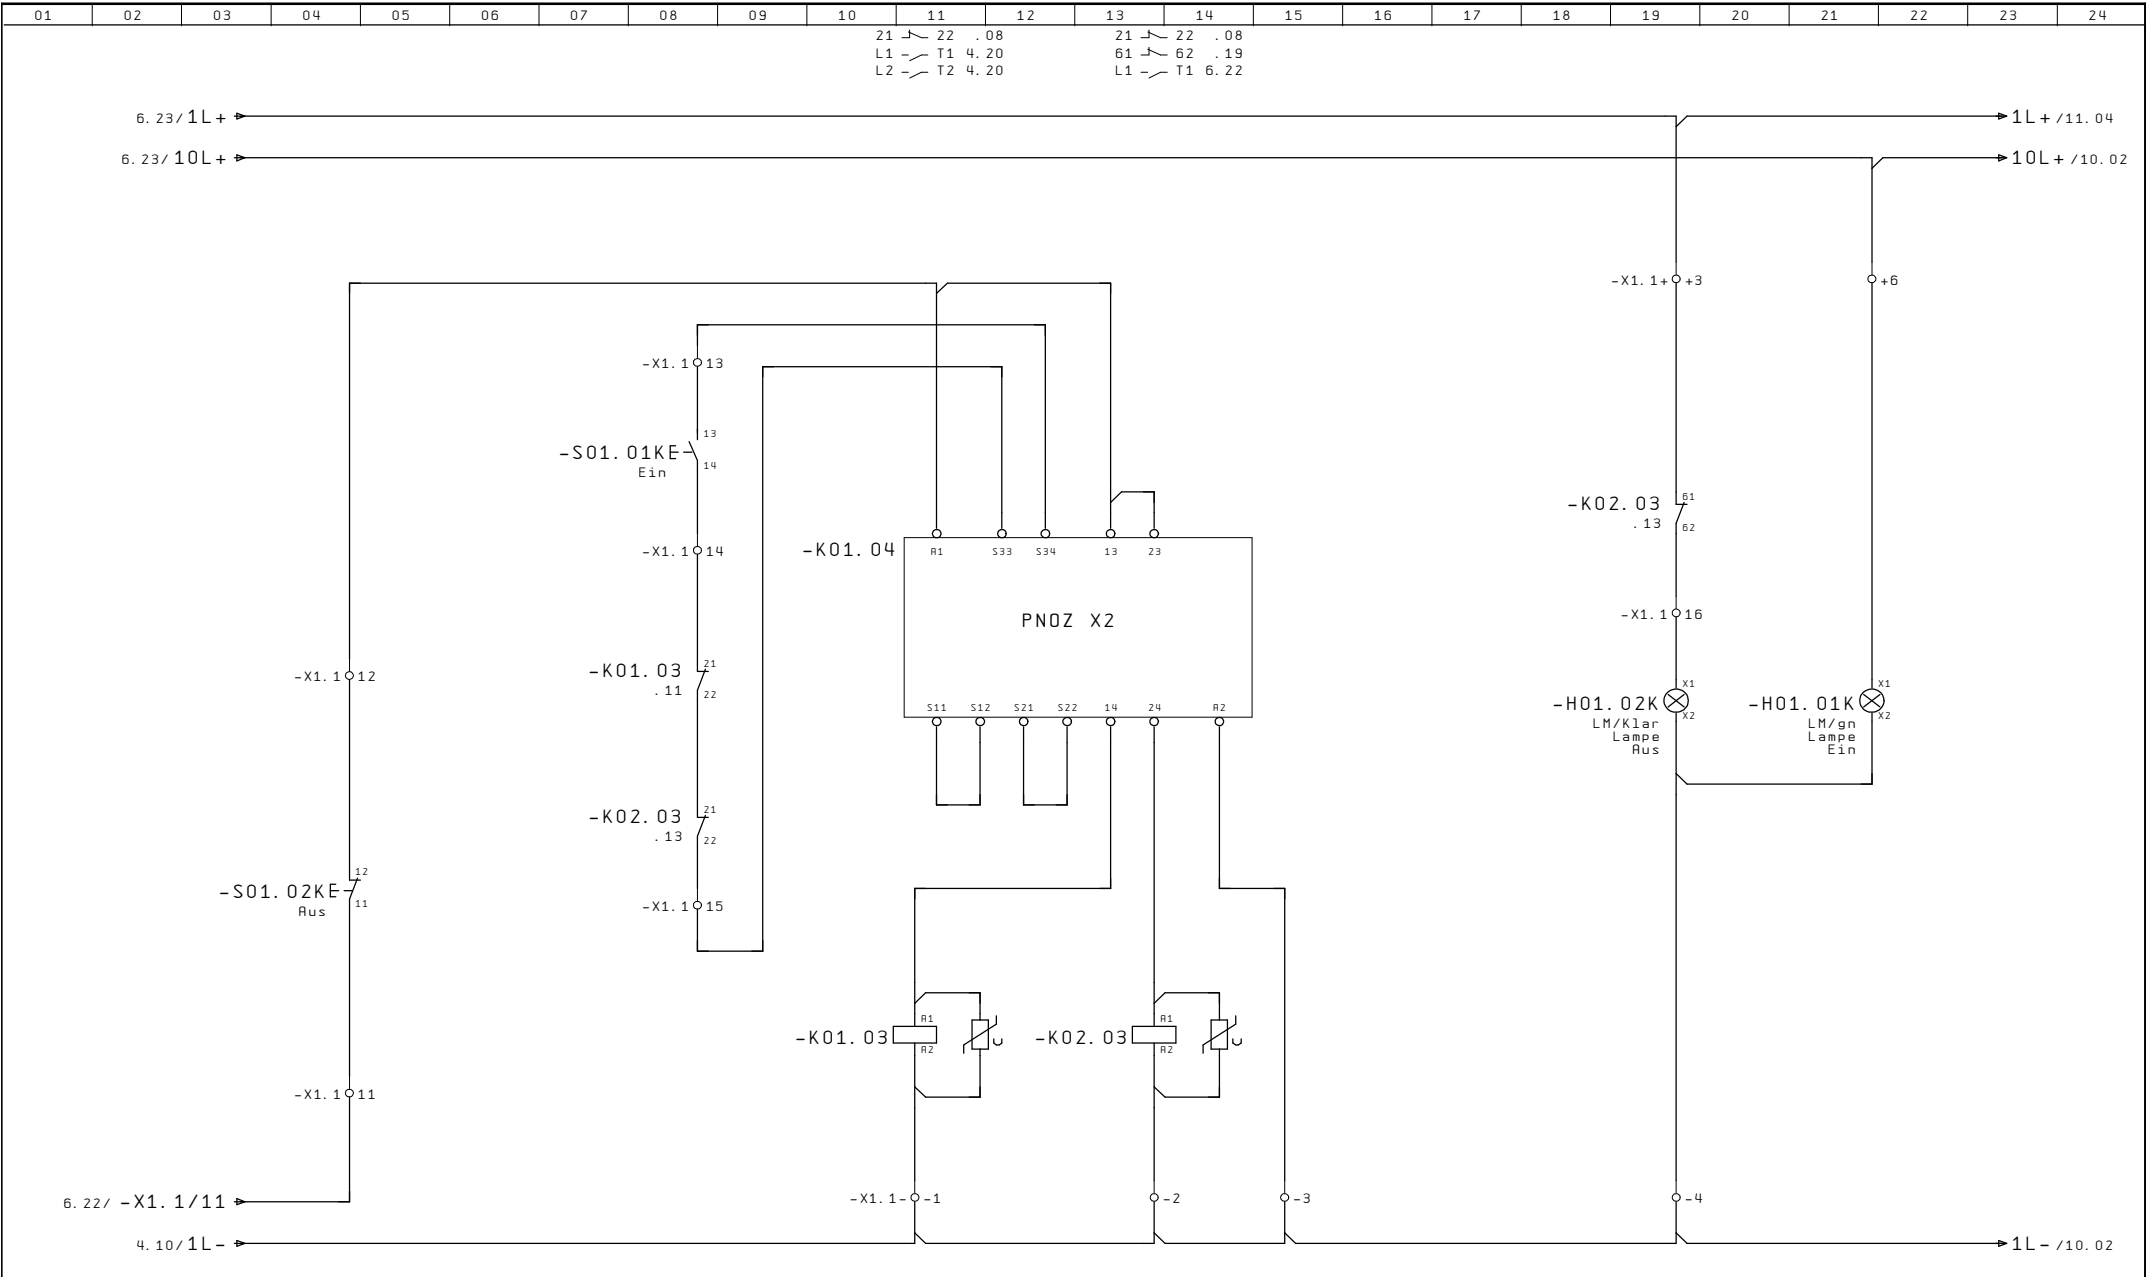 01 02 03 04 05 06 07 08 09 10 11 12 13 14 15 16 17 18 19 20 21 22 23 24
21 22 .08 21 22 .08
L1 T1 4.20 61 62 .19
L2 T2 4.20 L1 T1 6.22
6.23/1L+ 1L+/11.04
6.23/10L+ 10L+/10.02
-X1.1+ +3 +6
-X1.1 13
13
-S01.01KE
Ein
14
-K02.03
.13
61
62
-X1.1 14
-K01.04
A1 S33 S34 13 23
PNOZ X2
-X1.1 16
-K01.03
.11
21
22
-X1.1 12
S11 S12 S21 S22 14 24 A2
-H01.02K
X1
X2
LM/Klar
Lampe
Aus
-H01.01K
X1
X2
LM/gn
Lampe
Ein
-K02.03
.13
21
22
12
-S01.02KE
Aus
11
-X1.1 15
-K01.03
A1
A2
U
-K02.03
A1
A2
U
-X1.1 11
6.22/ -X1.1/11
-X1.1- -1 -2 -3 -4
4.10/1L- 1L-/10.02